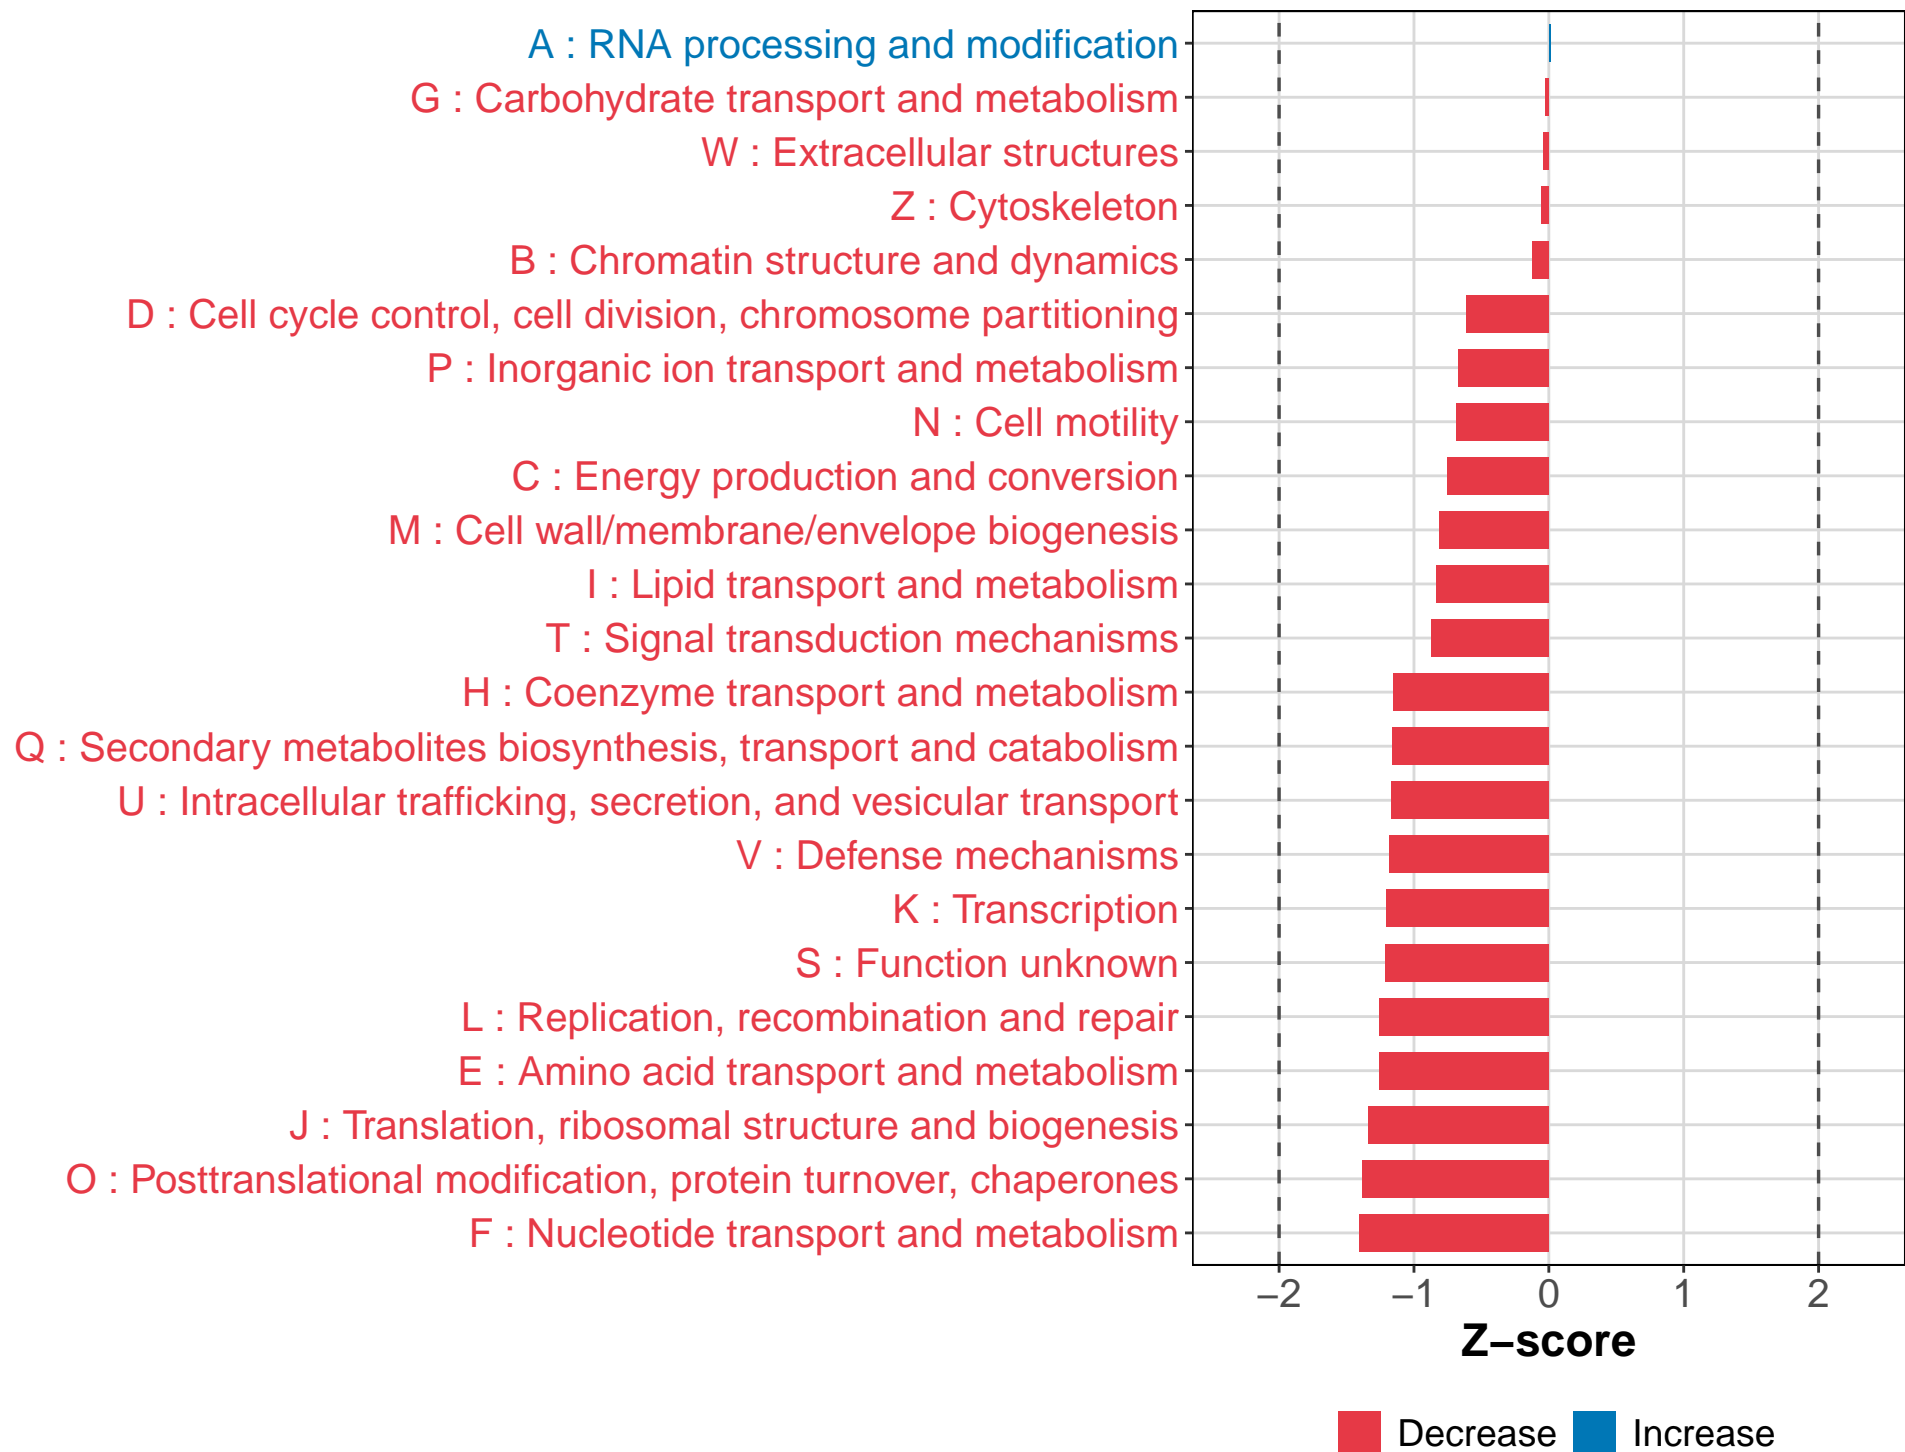 A : RNA processing and modification
G : Carbohydrate transport and metabolism
W : Extracellular structures
Z : Cytoskeleton
B : Chromatin structure and dynamics
D : Cell cycle control, cell division, chromosome partitioning
P : Inorganic ion transport and metabolism
N : Cell motility
C : Energy production and conversion
M : Cell wall/membrane/envelope biogenesis
I : Lipid transport and metabolism
T : Signal transduction mechanisms
H : Coenzyme transport and metabolism
Q : Secondary metabolites biosynthesis, transport and catabolism
U : Intracellular trafficking, secretion, and vesicular transport
V : Defense mechanisms
K : Transcription
S : Function unknown
L : Replication, recombination and repair
E : Amino acid transport and metabolism
J : Translation, ribosomal structure and biogenesis
O : Posttranslational modification, protein turnover, chaperones
F : Nucleotide transport and metabolism
−2 −1 0 1 2
Z−score
Decrease Increase